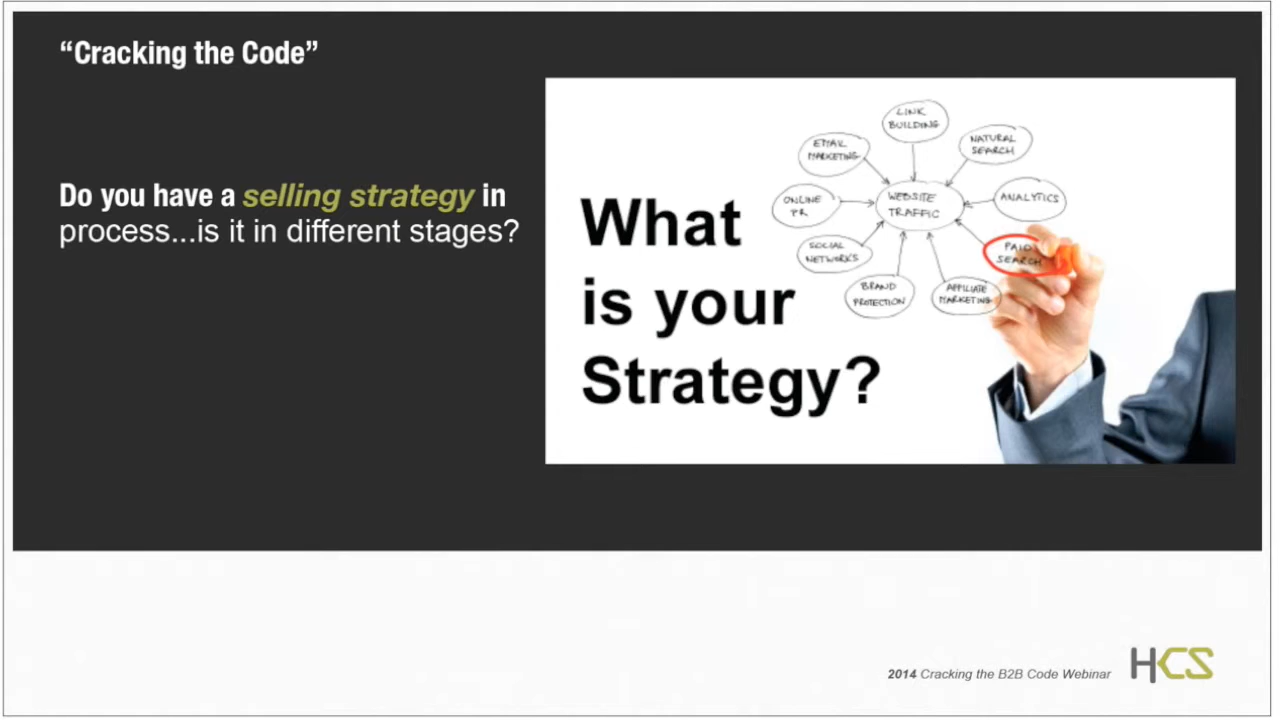 “Cracking the Code”
Do you have a selling strategy in
process...is it in different stages?
What
is your
Strategy?
LINK
BUILDING
EMAIL
MARKETING
NATURAL
SEARCH
ONLINE
PR
WEBSITE
TRAFFIC
ANALYTICS
SOCIAL
NETWORKS
PAID
SEARCH
BRAND
PROTECTION
AFFILIATE
MARKETING
2014 Cracking the B2B Code Webinar
HCS